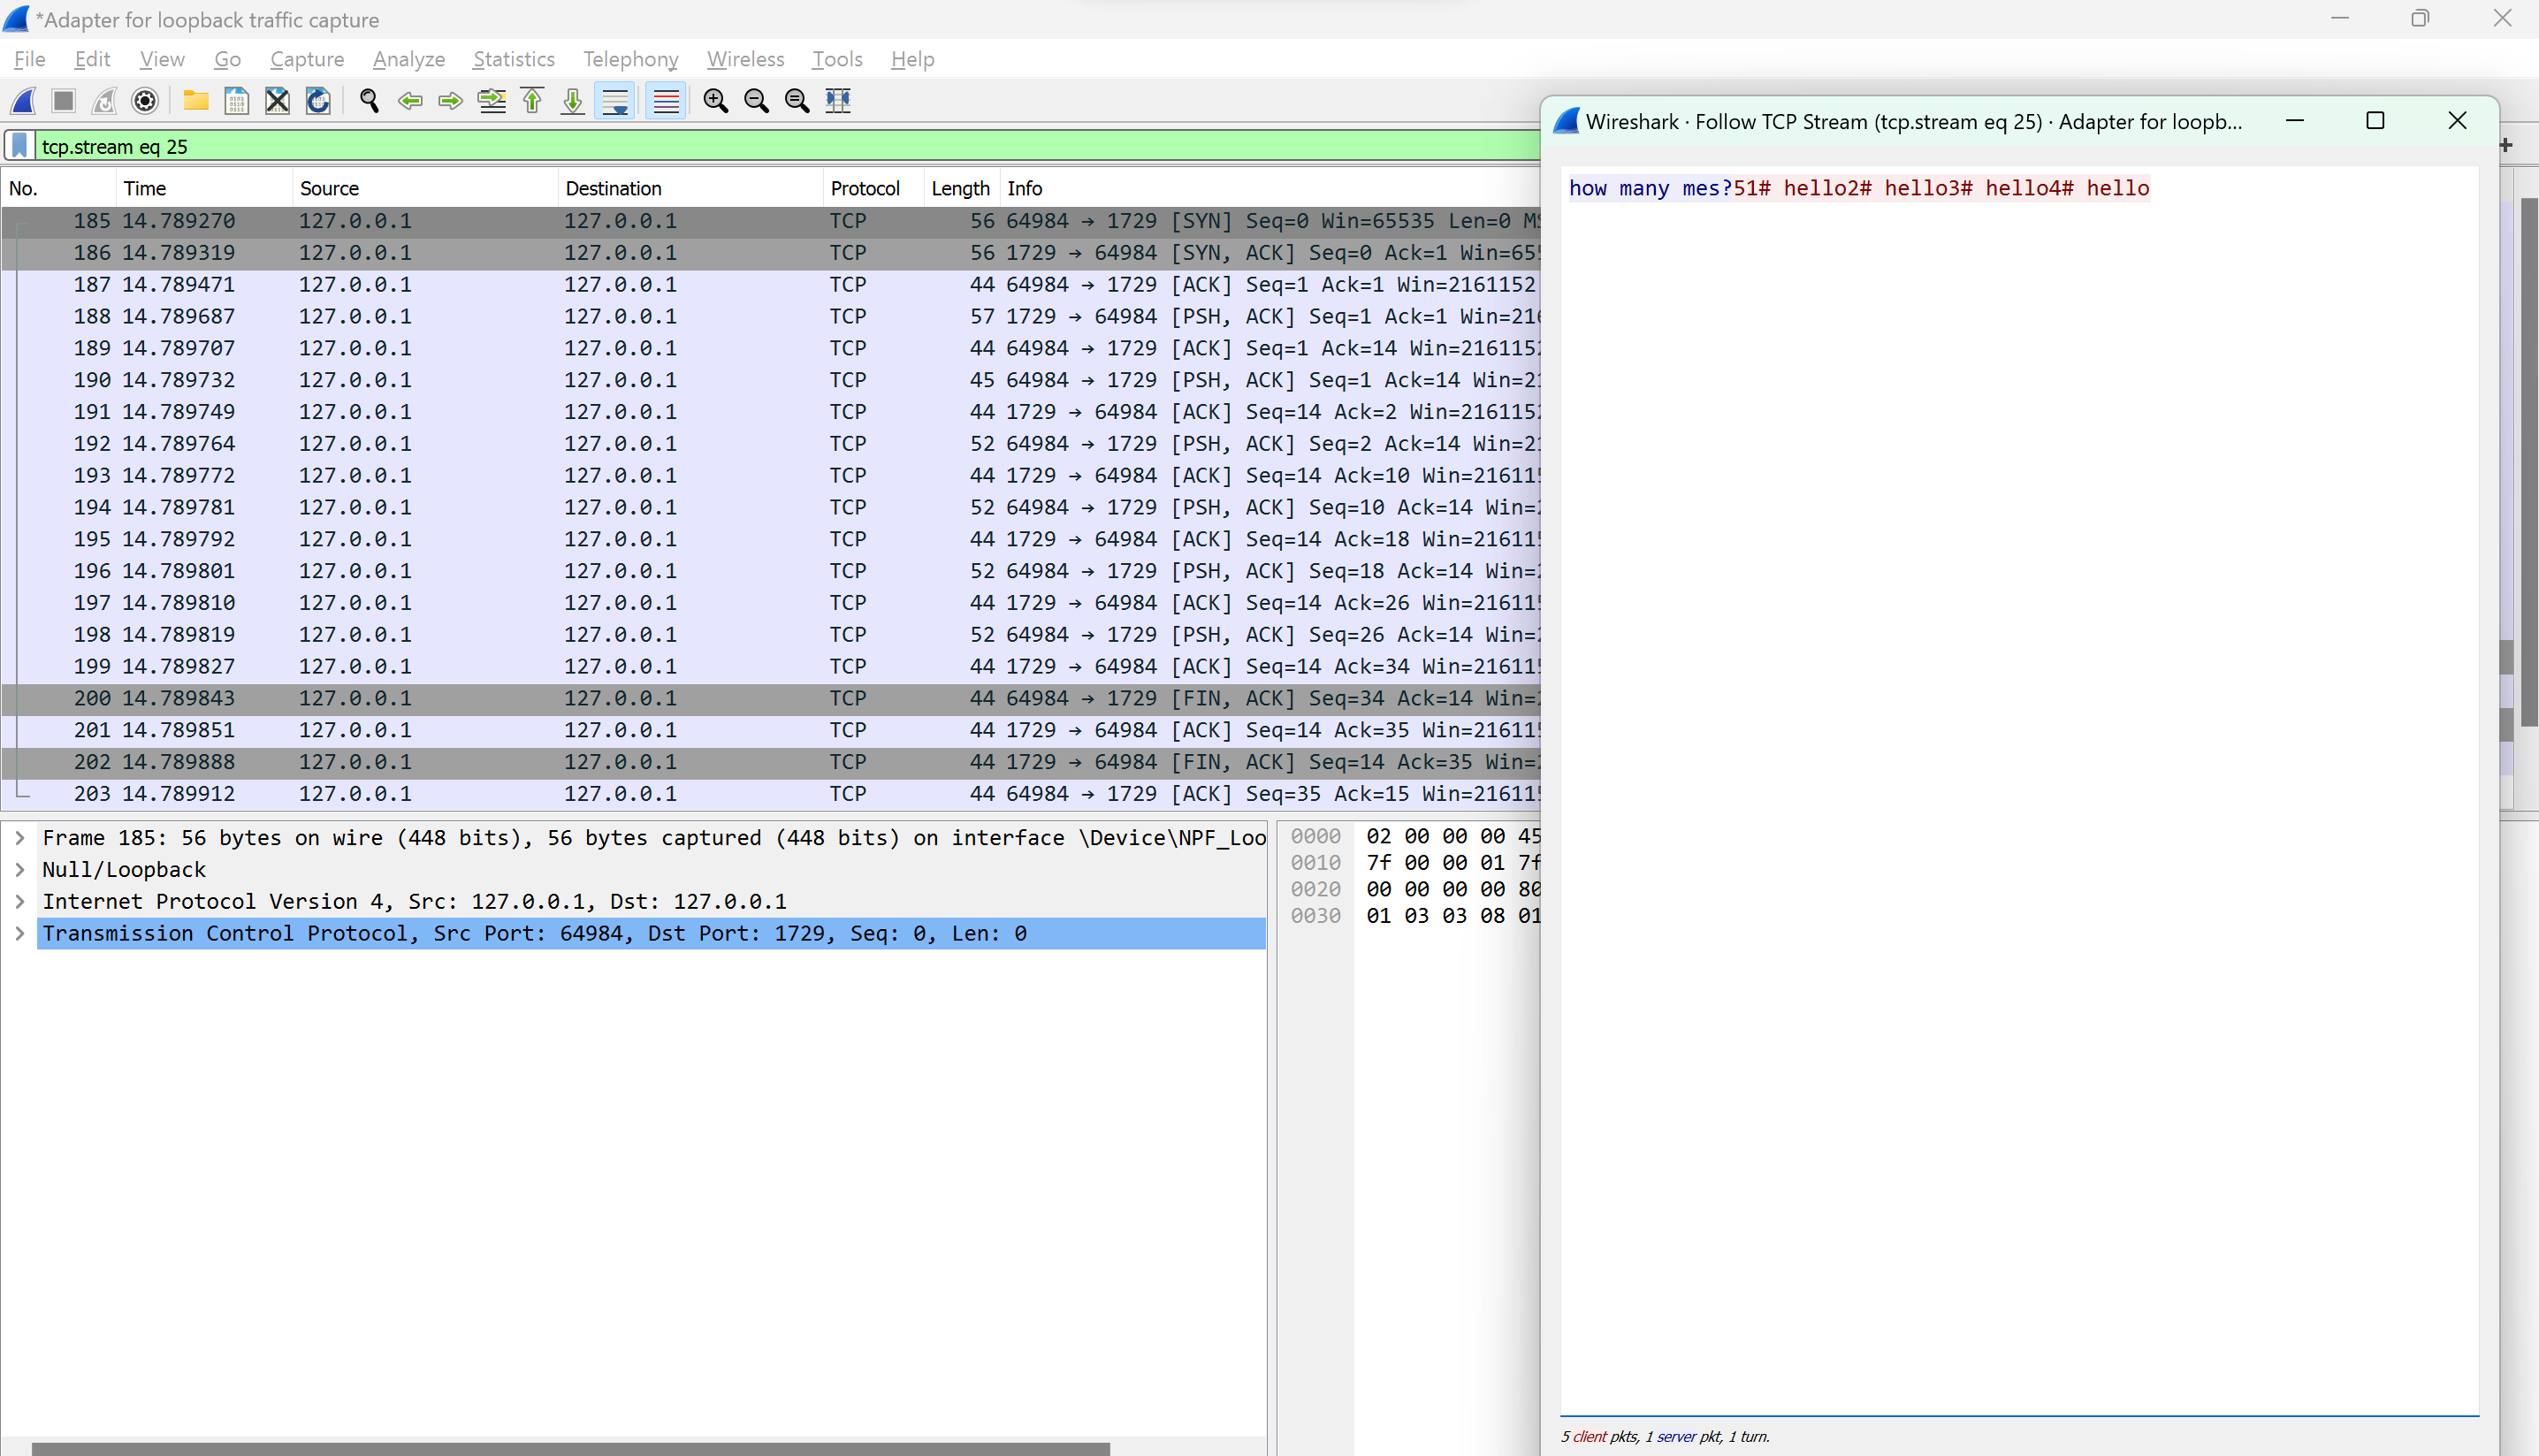 *Adapter for loopback traffic capture
File Edit View Go Capture Analyze Statistics Telephony Wireless Tools Help
tcp.stream eq 25
No. Time Source Destination Protocol Length Info
185 14.789270 127.0.0.1 127.0.0.1 TCP 56 64984 → 1729 [SYN] Seq=0 Win=65535 Len=0 MS
186 14.789319 127.0.0.1 127.0.0.1 TCP 56 1729 → 64984 [SYN, ACK] Seq=0 Ack=1 Win=655
187 14.789471 127.0.0.1 127.0.0.1 TCP 44 64984 → 1729 [ACK] Seq=1 Ack=1 Win=2161152
188 14.789687 127.0.0.1 127.0.0.1 TCP 57 1729 → 64984 [PSH, ACK] Seq=1 Ack=1 Win=216
189 14.789707 127.0.0.1 127.0.0.1 TCP 44 64984 → 1729 [ACK] Seq=1 Ack=14 Win=2161152
190 14.789732 127.0.0.1 127.0.0.1 TCP 45 64984 → 1729 [PSH, ACK] Seq=1 Ack=14 Win=21
191 14.789749 127.0.0.1 127.0.0.1 TCP 44 1729 → 64984 [ACK] Seq=14 Ack=2 Win=2161152
192 14.789764 127.0.0.1 127.0.0.1 TCP 52 64984 → 1729 [PSH, ACK] Seq=2 Ack=14 Win=21
193 14.789772 127.0.0.1 127.0.0.1 TCP 44 1729 → 64984 [ACK] Seq=14 Ack=10 Win=216115
194 14.789781 127.0.0.1 127.0.0.1 TCP 52 64984 → 1729 [PSH, ACK] Seq=10 Ack=14 Win=2
195 14.789792 127.0.0.1 127.0.0.1 TCP 44 1729 → 64984 [ACK] Seq=14 Ack=18 Win=216115
196 14.789801 127.0.0.1 127.0.0.1 TCP 52 64984 → 1729 [PSH, ACK] Seq=18 Ack=14 Win=2
197 14.789810 127.0.0.1 127.0.0.1 TCP 44 1729 → 64984 [ACK] Seq=14 Ack=26 Win=216115
198 14.789819 127.0.0.1 127.0.0.1 TCP 52 64984 → 1729 [PSH, ACK] Seq=26 Ack=14 Win=2
199 14.789827 127.0.0.1 127.0.0.1 TCP 44 1729 → 64984 [ACK] Seq=14 Ack=34 Win=216115
200 14.789843 127.0.0.1 127.0.0.1 TCP 44 64984 → 1729 [FIN, ACK] Seq=34 Ack=14 Win=2
201 14.789851 127.0.0.1 127.0.0.1 TCP 44 1729 → 64984 [ACK] Seq=14 Ack=35 Win=216115
202 14.789888 127.0.0.1 127.0.0.1 TCP 44 1729 → 64984 [FIN, ACK] Seq=14 Ack=35 Win=2
203 14.789912 127.0.0.1 127.0.0.1 TCP 44 64984 → 1729 [ACK] Seq=35 Ack=15 Win=216115
Frame 185: 56 bytes on wire (448 bits), 56 bytes captured (448 bits) on interface \Device\NPF_Loo
Null/Loopback
Internet Protocol Version 4, Src: 127.0.0.1, Dst: 127.0.0.1
Transmission Control Protocol, Src Port: 64984, Dst Port: 1729, Seq: 0, Len: 0
0000 02 00 00 00 45
0010 7f 00 00 01 7f
0020 00 00 00 00 80
0030 01 03 03 08 01
Wireshark · Follow TCP Stream (tcp.stream eq 25) · Adapter for loopb...
how many mes?51# hello2# hello3# hello4# hello
5 client pkts, 1 server pkt, 1 turn.